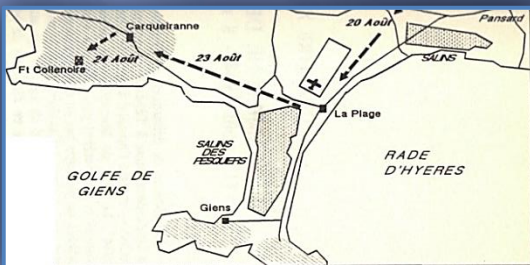 Carqueiranne
20 Août
Pansard
Ft Collenoire
24 Août
23 Août
SALINS
La Plage
SALINS
DES
PESQUIERS
GOLFE DE
GIENS
RADE
D'HYERES
Giens